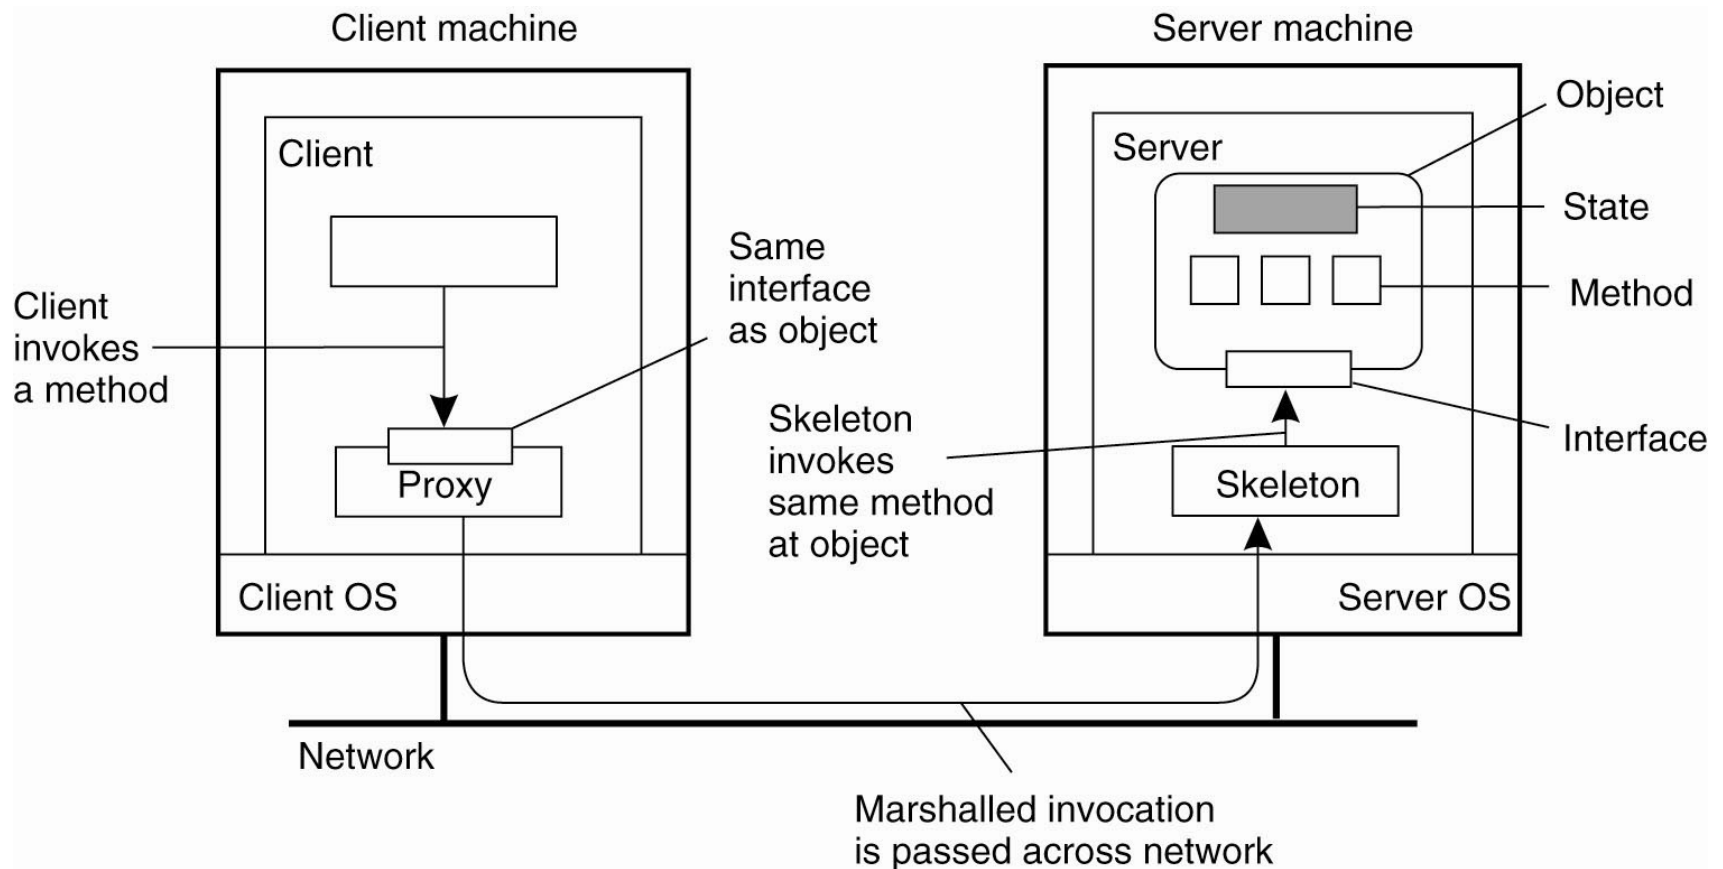 Client machine
Server machine
Object
Client
Server
State
Same
interface
as object
Method
Client
invokes
a method
Skeleton
invokes
same method
at object
Interface
Proxy
Skeleton
Client OS
Server OS
Network
Marshalled invocation
is passed across network